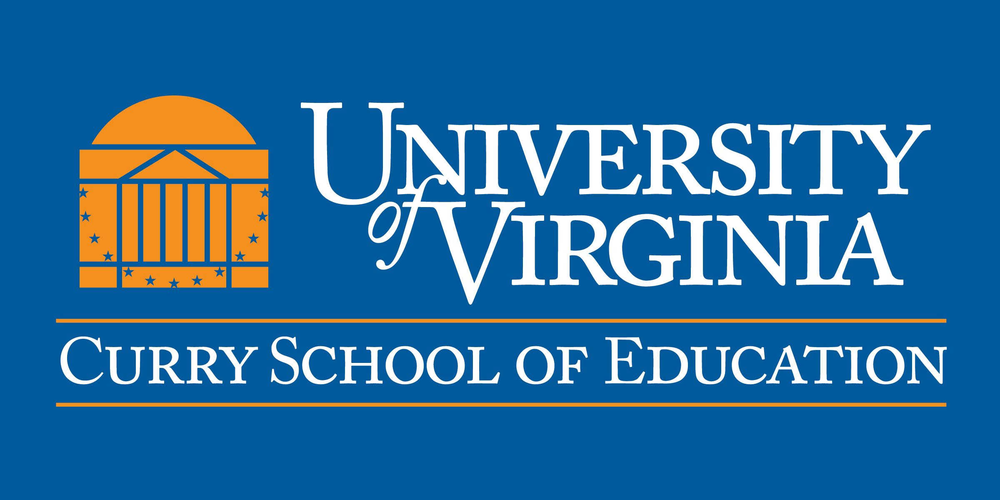 UNIVERSITY
of VIRGINIA
CURRY SCHOOL OF EDUCATION